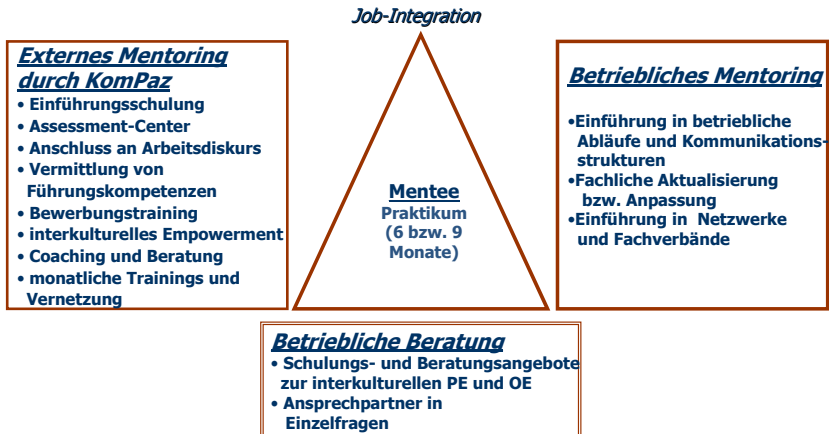 Job-Integration
Externes Mentoring
durch KomPaz
• Einführungsschulung
• Assessment-Center
• Anschluss an Arbeitsdiskurs
• Vermittlung von
Führungskompetenzen
• Bewerbungstraining
• interkulturelles Empowerment
• Coaching und Beratung
• monatliche Trainings und
Vernetzung
Mentee
Praktikum
(6 bzw. 9
Monate)
Betriebliches Mentoring
•Einführung in betriebliche
Abläufe und Kommunikations-
strukturen
•Fachliche Aktualisierung
bzw. Anpassung
•Einführung in Netzwerke
und Fachverbände
Betriebliche Beratung
• Schulungs- und Beratungsangebote
zur interkulturellen PE und OE
• Ansprechpartner in
Einzelfragen